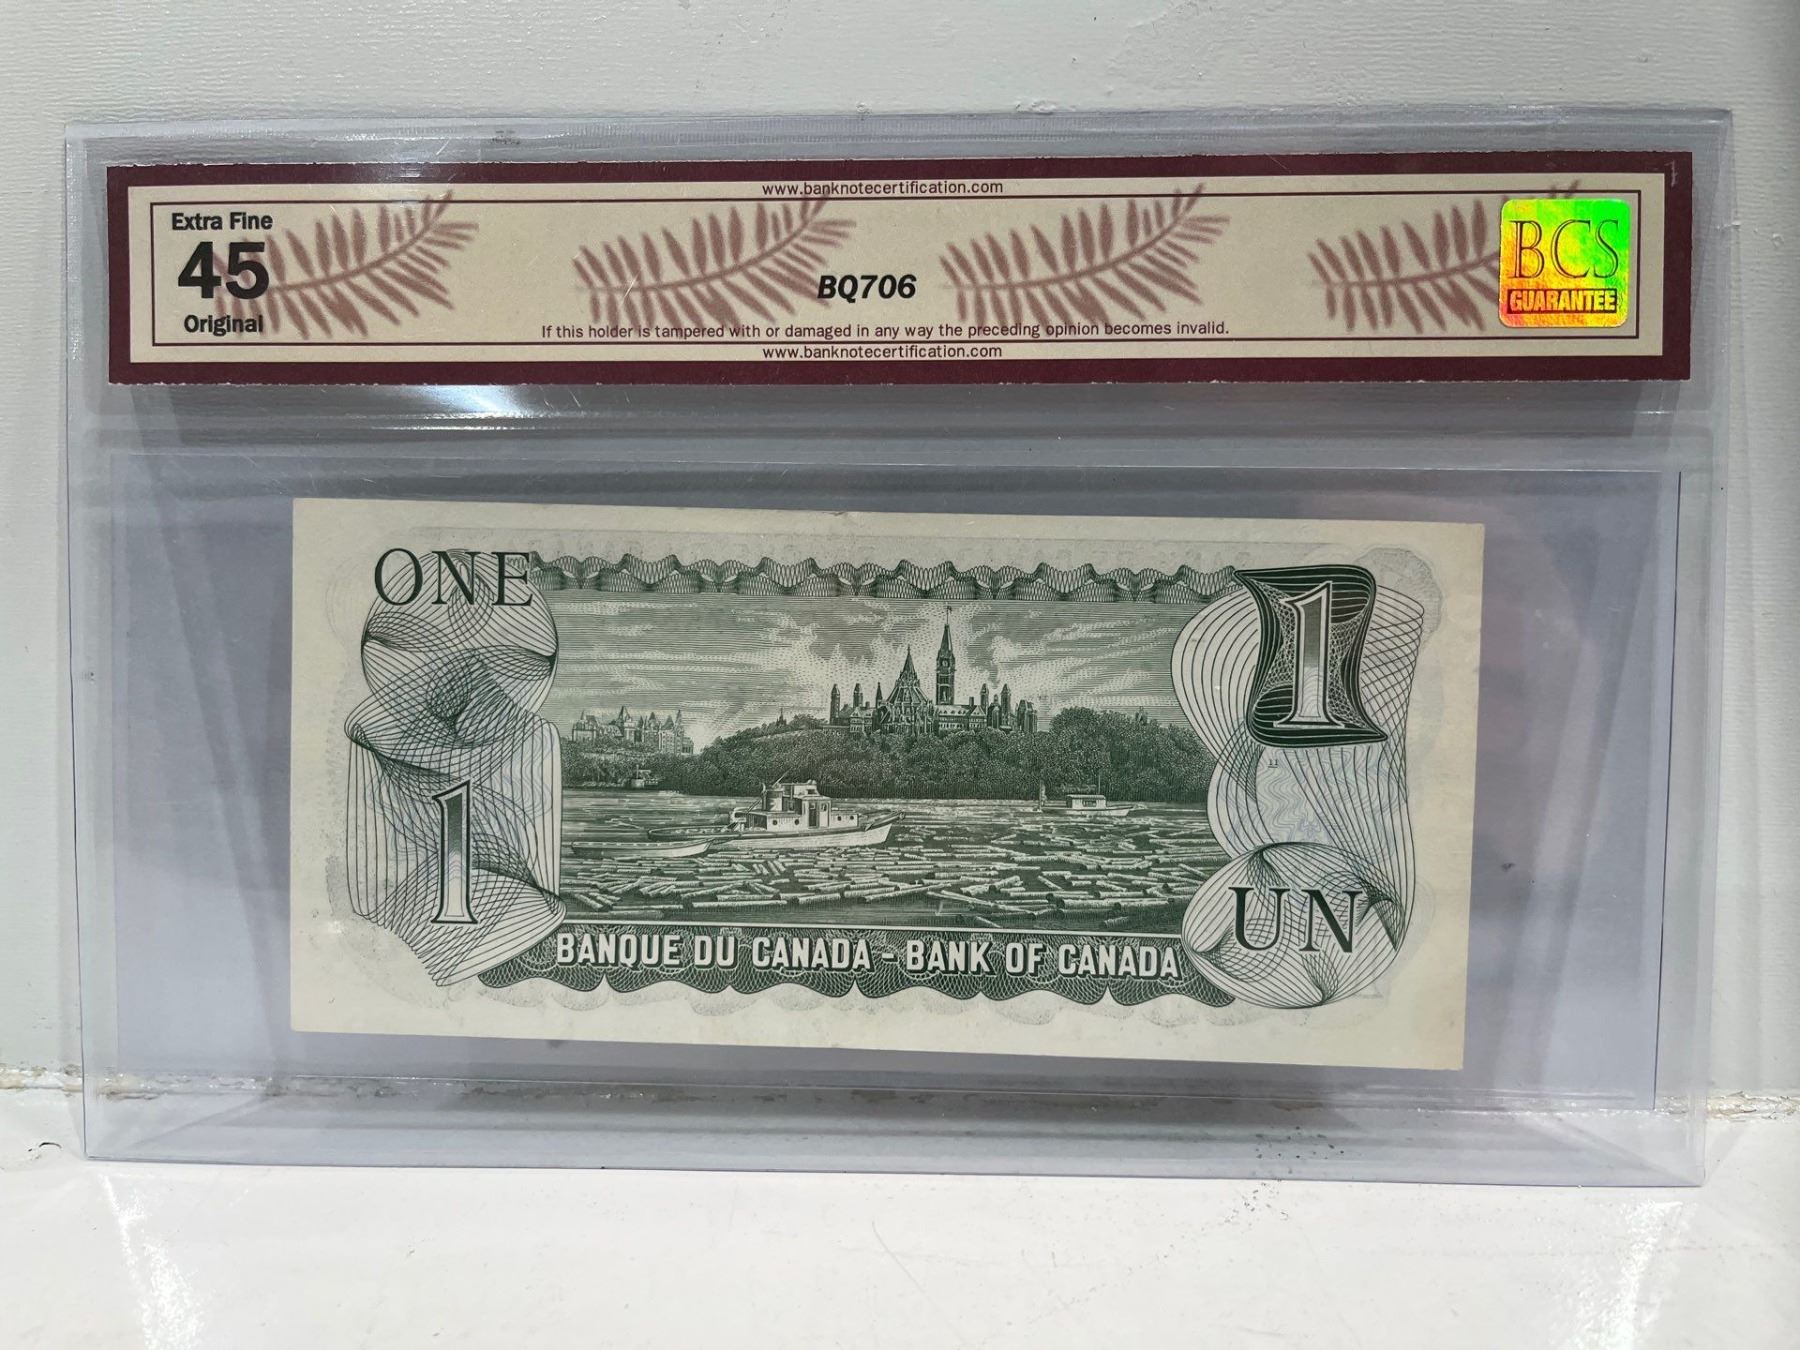 www.banknotecertification.com
Extra Fine
45
Original
BQ706
BCS
GUARANTEE
If this holder is tampered with or damaged in any way the preceding opinion becomes invalid.
www.banknotecertification.com
ONE
1
11
1
UN
BANQUE DU CANADA - BANK OF CANADA